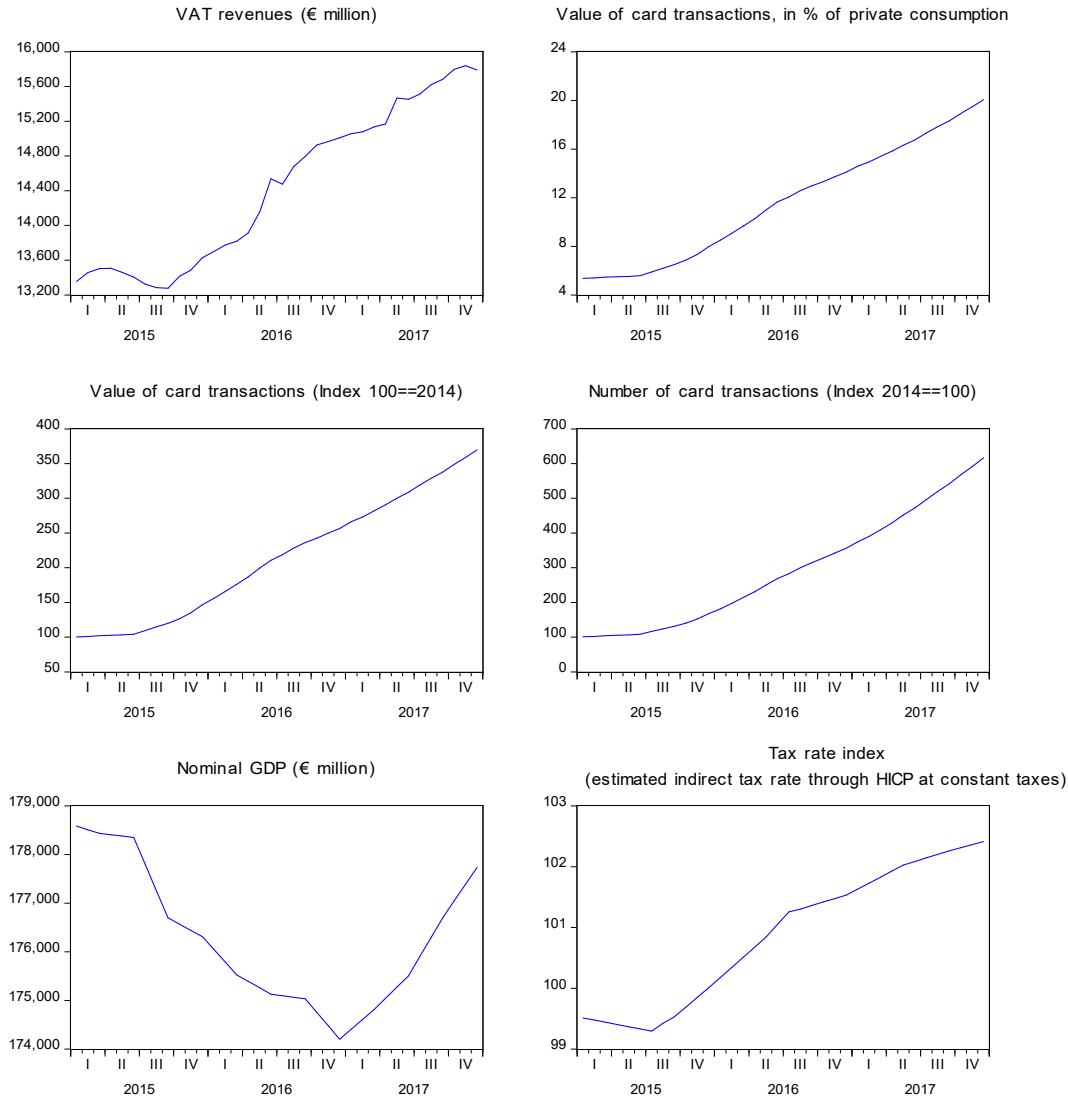 VAT revenues (€ million)
16,000
15,600
15,200
14,800
14,400
14,000
13,600
13,200
I II III IV I II III IV I II III IV
2015 2016 2017
Value of card transactions, in % of private consumption
24
20
16
12
8
4
I II III IV I II III IV I II III IV
2015 2016 2017
Value of card transactions (Index 100==2014)
400
350
300
250
200
150
100
50
I II III IV I II III IV I II III IV
2015 2016 2017
Number of card transactions (Index 2014==100)
700
600
500
400
300
200
100
0
I II III IV I II III IV I II III IV
2015 2016 2017
Nominal GDP (€ million)
179,000
178,000
177,000
176,000
175,000
174,000
I II III IV I II III IV I II III IV
2015 2016 2017
Tax rate index
(estimated indirect tax rate through HICP at constant taxes)
103
102
101
100
99
I II III IV I II III IV I II III IV
2015 2016 2017